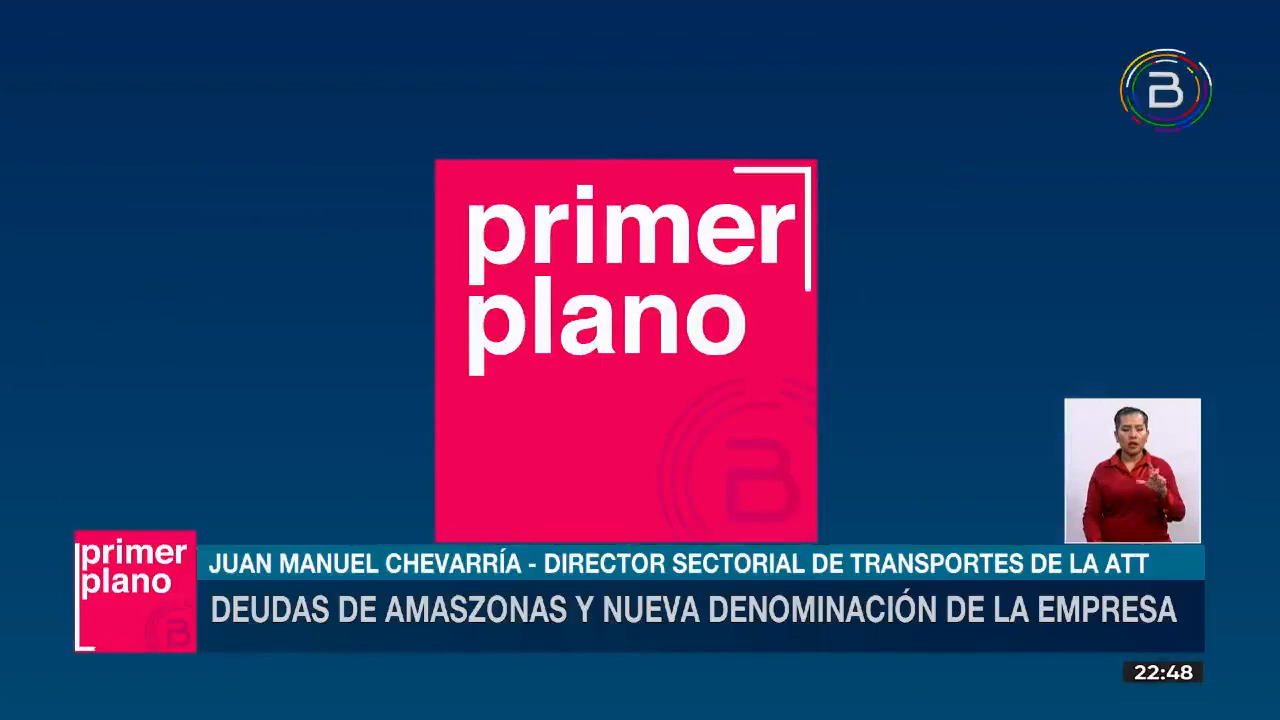 B
primer
plano
B
primer
plano
B
JUAN MANUEL CHEVARRÍA - DIRECTOR SECTORIAL DE TRANSPORTES DE LA ATT
DEUDAS DE AMASZONAS Y NUEVA DENOMINACIÓN DE LA EMPRESA
22:48